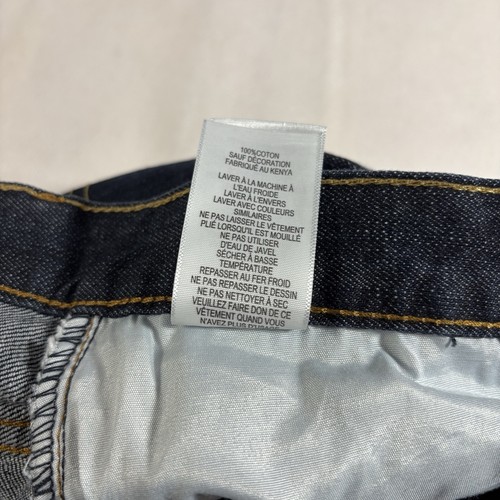 100%COTON
SAUF DÉCORATION
FABRIQUÉ AU KENYA
LAVER À LA MACHINE À
L'EAU FROIDE
LAVER À L'ENVERS
LAVER AVEC COULEURS
SIMILAIRES
NE PAS LAISSER LE VÊTEMENT
PLIÉ LORSQU'IL EST MOUILLÉ
NE PAS UTILISER
D'EAU DE JAVEL
SÉCHER À BASSE
TEMPÉRATURE
REPASSER AU FER FROID
NE PAS REPASSER LE DESSIN
NE PAS NETTOYER À SEC
VEUILLEZ FAIRE DON DE CE
VÊTEMENT QUAND VOUS
N'AVEZ PLUS